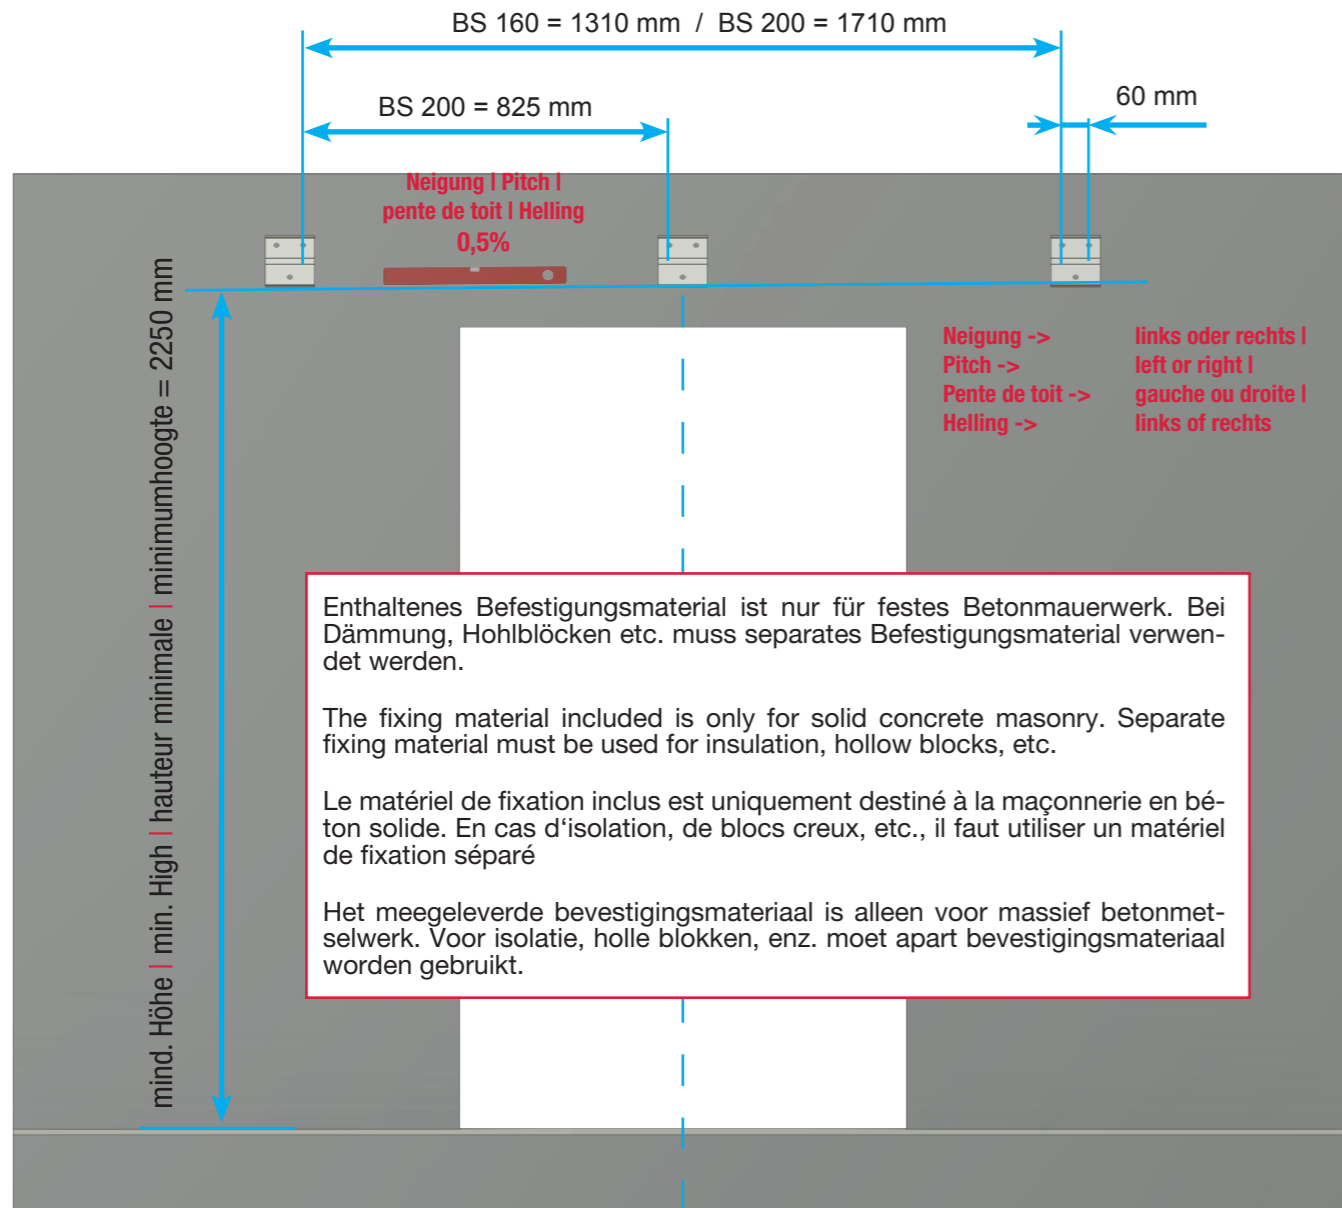 BS 160 = 1310 mm / BS 200 = 1710 mm
BS 200 = 825 mm
60 mm
Neigung | Pitch |
pente de toit | Helling
0,5%
mind. Höhe | min. High | hauteur minimale | minimumhoogte = 2250 mm
Neigung -> links oder rechts |
Pitch -> left or right |
Pente de toit -> gauche ou droite |
Helling -> links of rechts
Enthaltenes Befestigungsmaterial ist nur für festes Betonmauerwerk. Bei
Dämmung, Hohlblöcken etc. muss separates Befestigungsmaterial verwen-
det werden.
The fixing material included is only for solid concrete masonry. Separate
fixing material must be used for insulation, hollow blocks, etc.
Le matériel de fixation inclus est uniquement destiné à la maçonnerie en bé-
ton solide. En cas d‘isolation, de blocs creux, etc., il faut utiliser un matériel
de fixation séparé
Het meegeleverde bevestigingsmateriaal is alleen voor massief betonmet-
selwerk. Voor isolatie, holle blokken, enz. moet apart bevestigingsmateriaal
worden gebruikt.